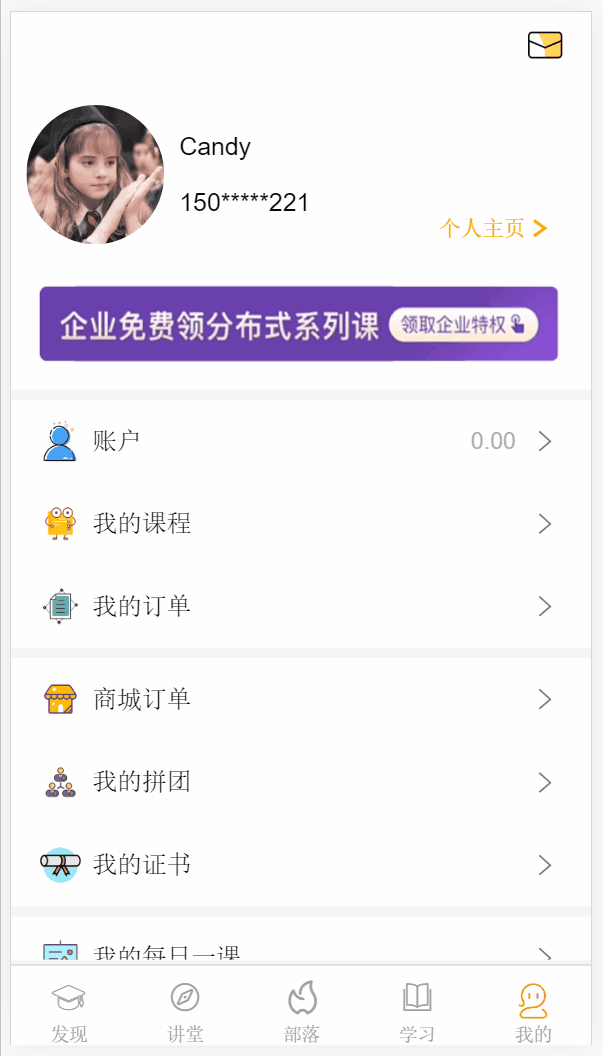 Candy
150*****221
个人主页
企业免费领分布式系列课 领取企业特权
账户 0.00
我的课程
我的订单
商城订单
我的拼团
我的证书
我的每日一课
发现 讲堂 部落 学习 我的